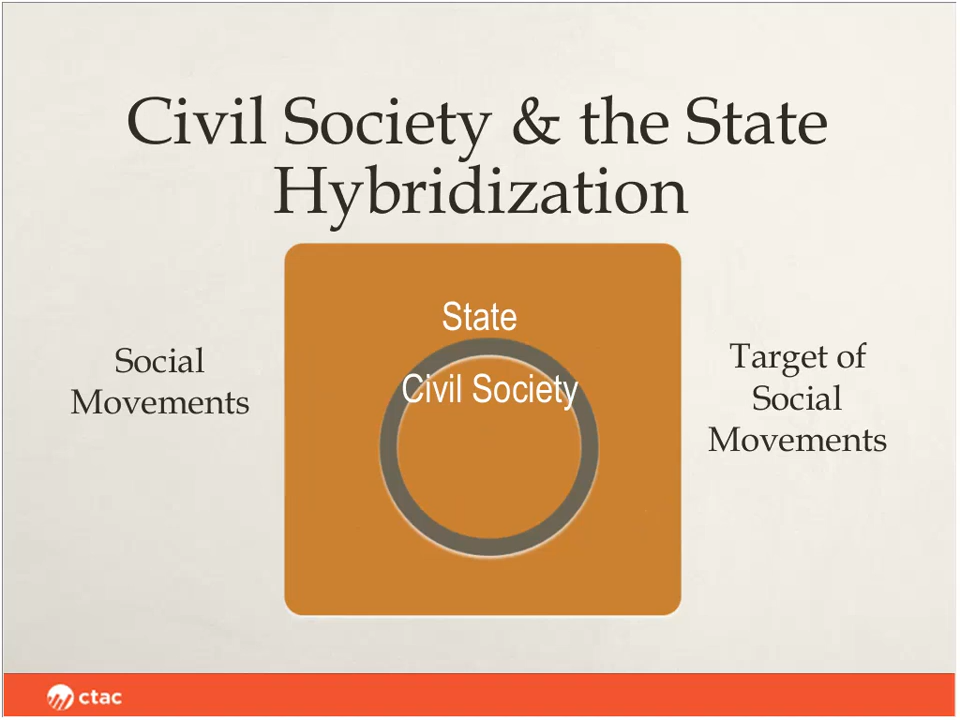 Civil Society & the State
Hybridization
State
Civil Society
Social
Movements
Target of
Social
Movements
ctac